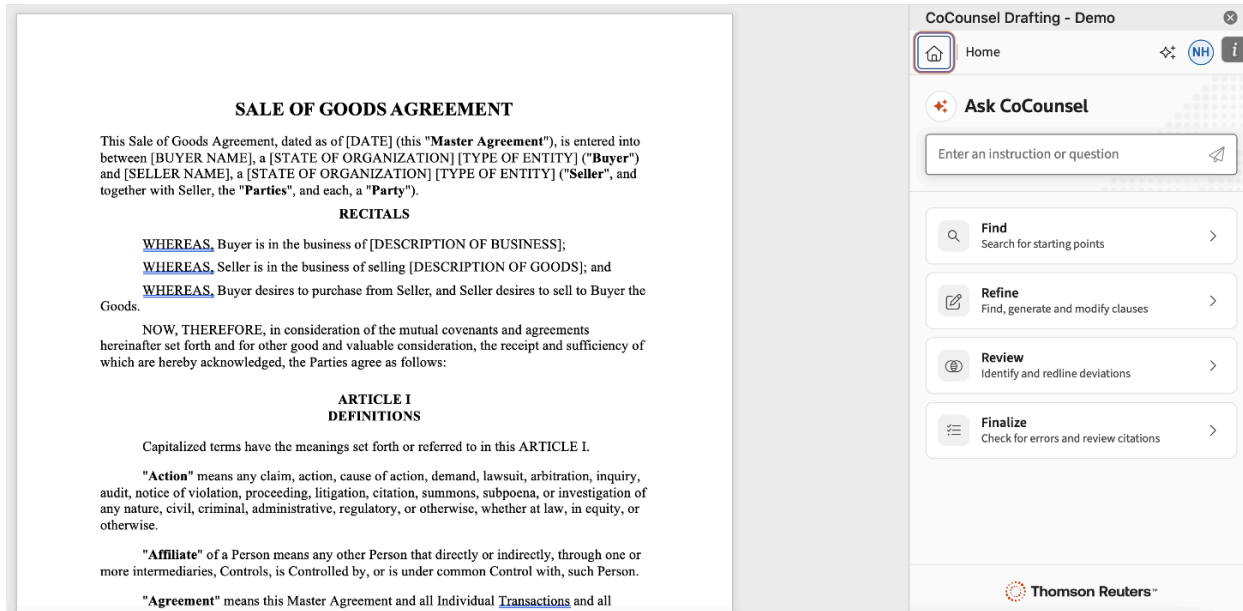 SALE OF GOODS AGREEMENT
This Sale of Goods Agreement, dated as of [DATE] (this "Master Agreement"), is entered into
between [BUYER NAME], a [STATE OF ORGANIZATION] [TYPE OF ENTITY] ("Buyer")
and [SELLER NAME], a [STATE OF ORGANIZATION] [TYPE OF ENTITY] ("Seller", and
together with Seller, the "Parties", and each, a "Party").
RECITALS
WHEREAS, Buyer is in the business of [DESCRIPTION OF BUSINESS];
WHEREAS, Seller is in the business of selling [DESCRIPTION OF GOODS]; and
WHEREAS, Buyer desires to purchase from Seller, and Seller desires to sell to Buyer the
Goods.
NOW, THEREFORE, in consideration of the mutual covenants and agreements
hereinafter set forth and for other good and valuable consideration, the receipt and sufficiency of
which are hereby acknowledged, the Parties agree as follows:
ARTICLE I
DEFINITIONS
Capitalized terms have the meanings set forth or referred to in this ARTICLE I.
"Action" means any claim, action, cause of action, demand, lawsuit, arbitration, inquiry,
audit, notice of violation, proceeding, litigation, citation, summons, subpoena, or investigation of
any nature, civil, criminal, administrative, regulatory, or otherwise, whether at law, in equity, or
otherwise.
"Affiliate" of a Person means any other Person that directly or indirectly, through one or
more intermediaries, Controls, is Controlled by, or is under common Control with, such Person.
"Agreement" means this Master Agreement and all Individual Transactions and all
CoCounsel Drafting - Demo
Home
NH
i
Ask CoCounsel
Enter an instruction or question
Find
Search for starting points
Refine
Find, generate and modify clauses
Review
Identify and redline deviations
Finalize
Check for errors and review citations
Thomson Reuters™